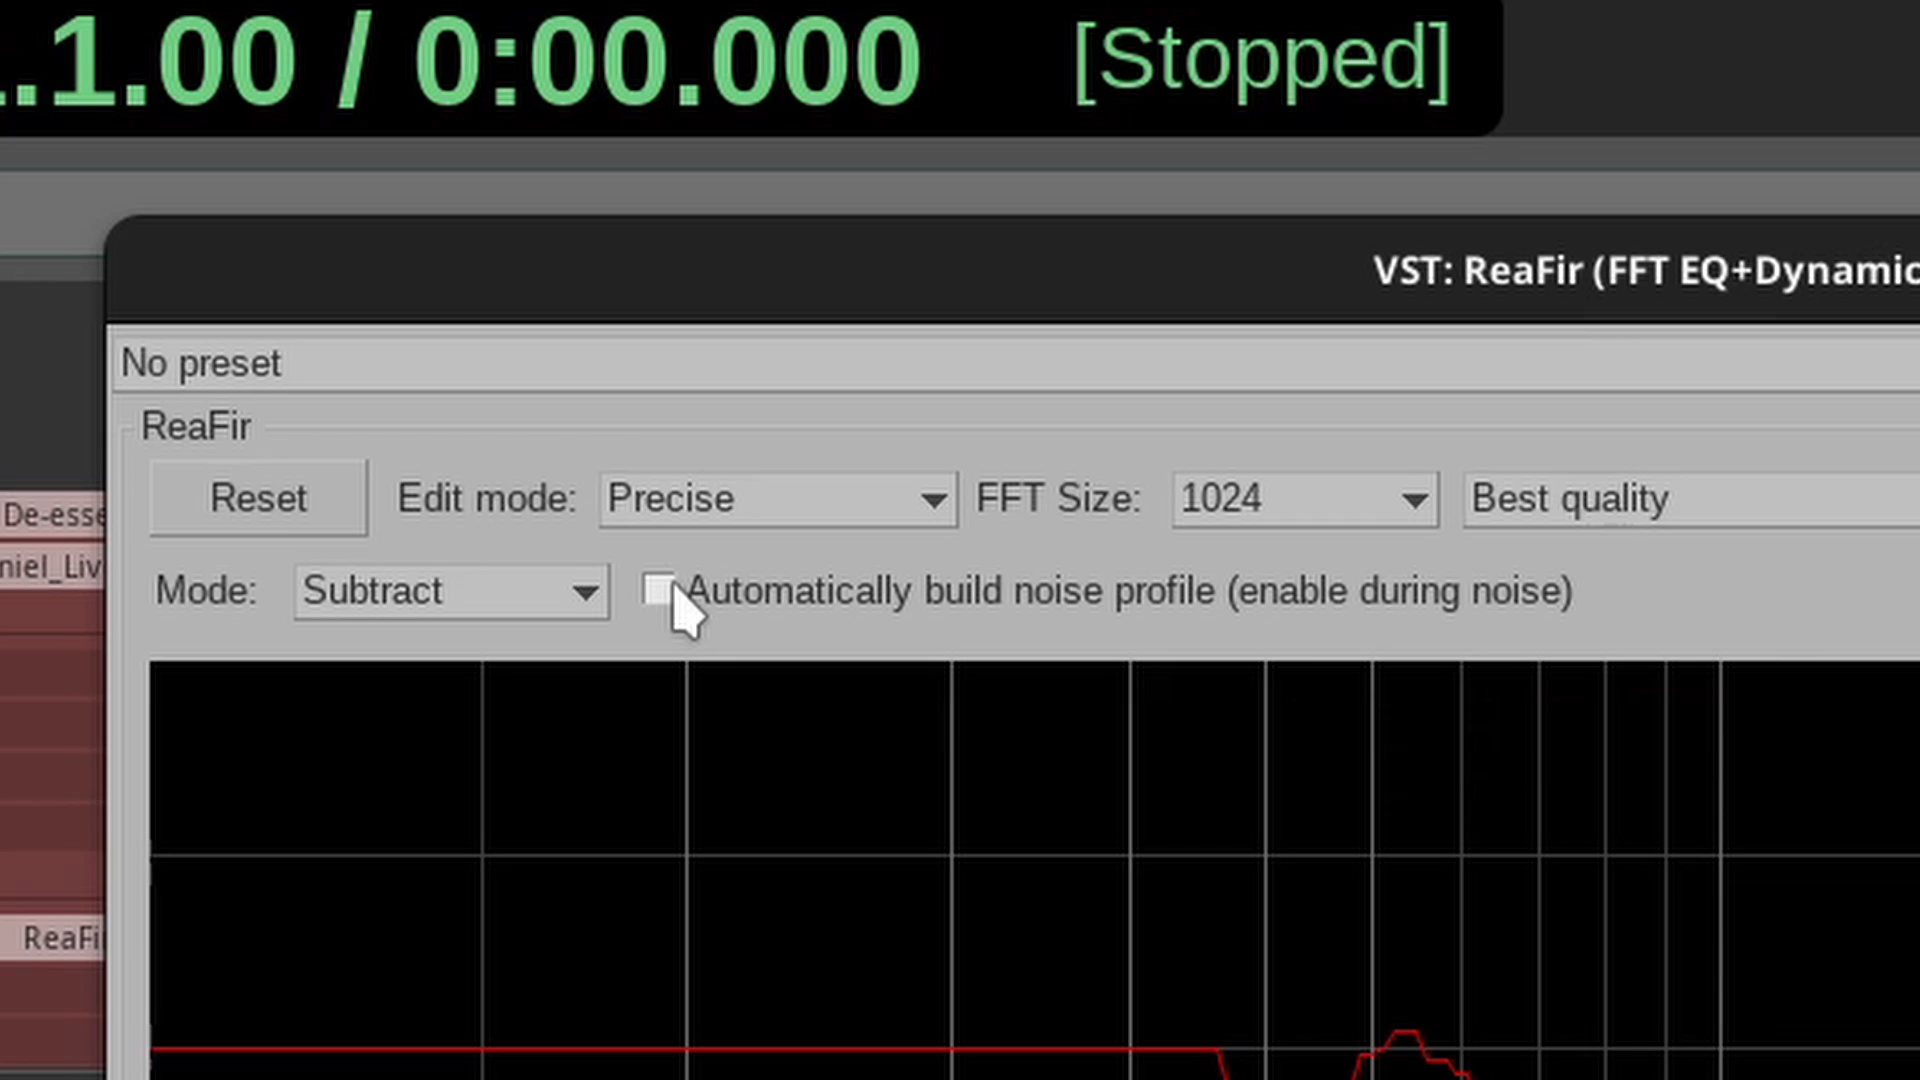 .1.00 / 0:00.000 [Stopped]
VST: ReaFir (FFT EQ+Dynamic
No preset
ReaFir
Reset Edit mode: Precise FFT Size: 1024 Best quality
De-esse
Mode: Subtract Automatically build noise profile (enable during noise)
niel_Liv
ReaFi